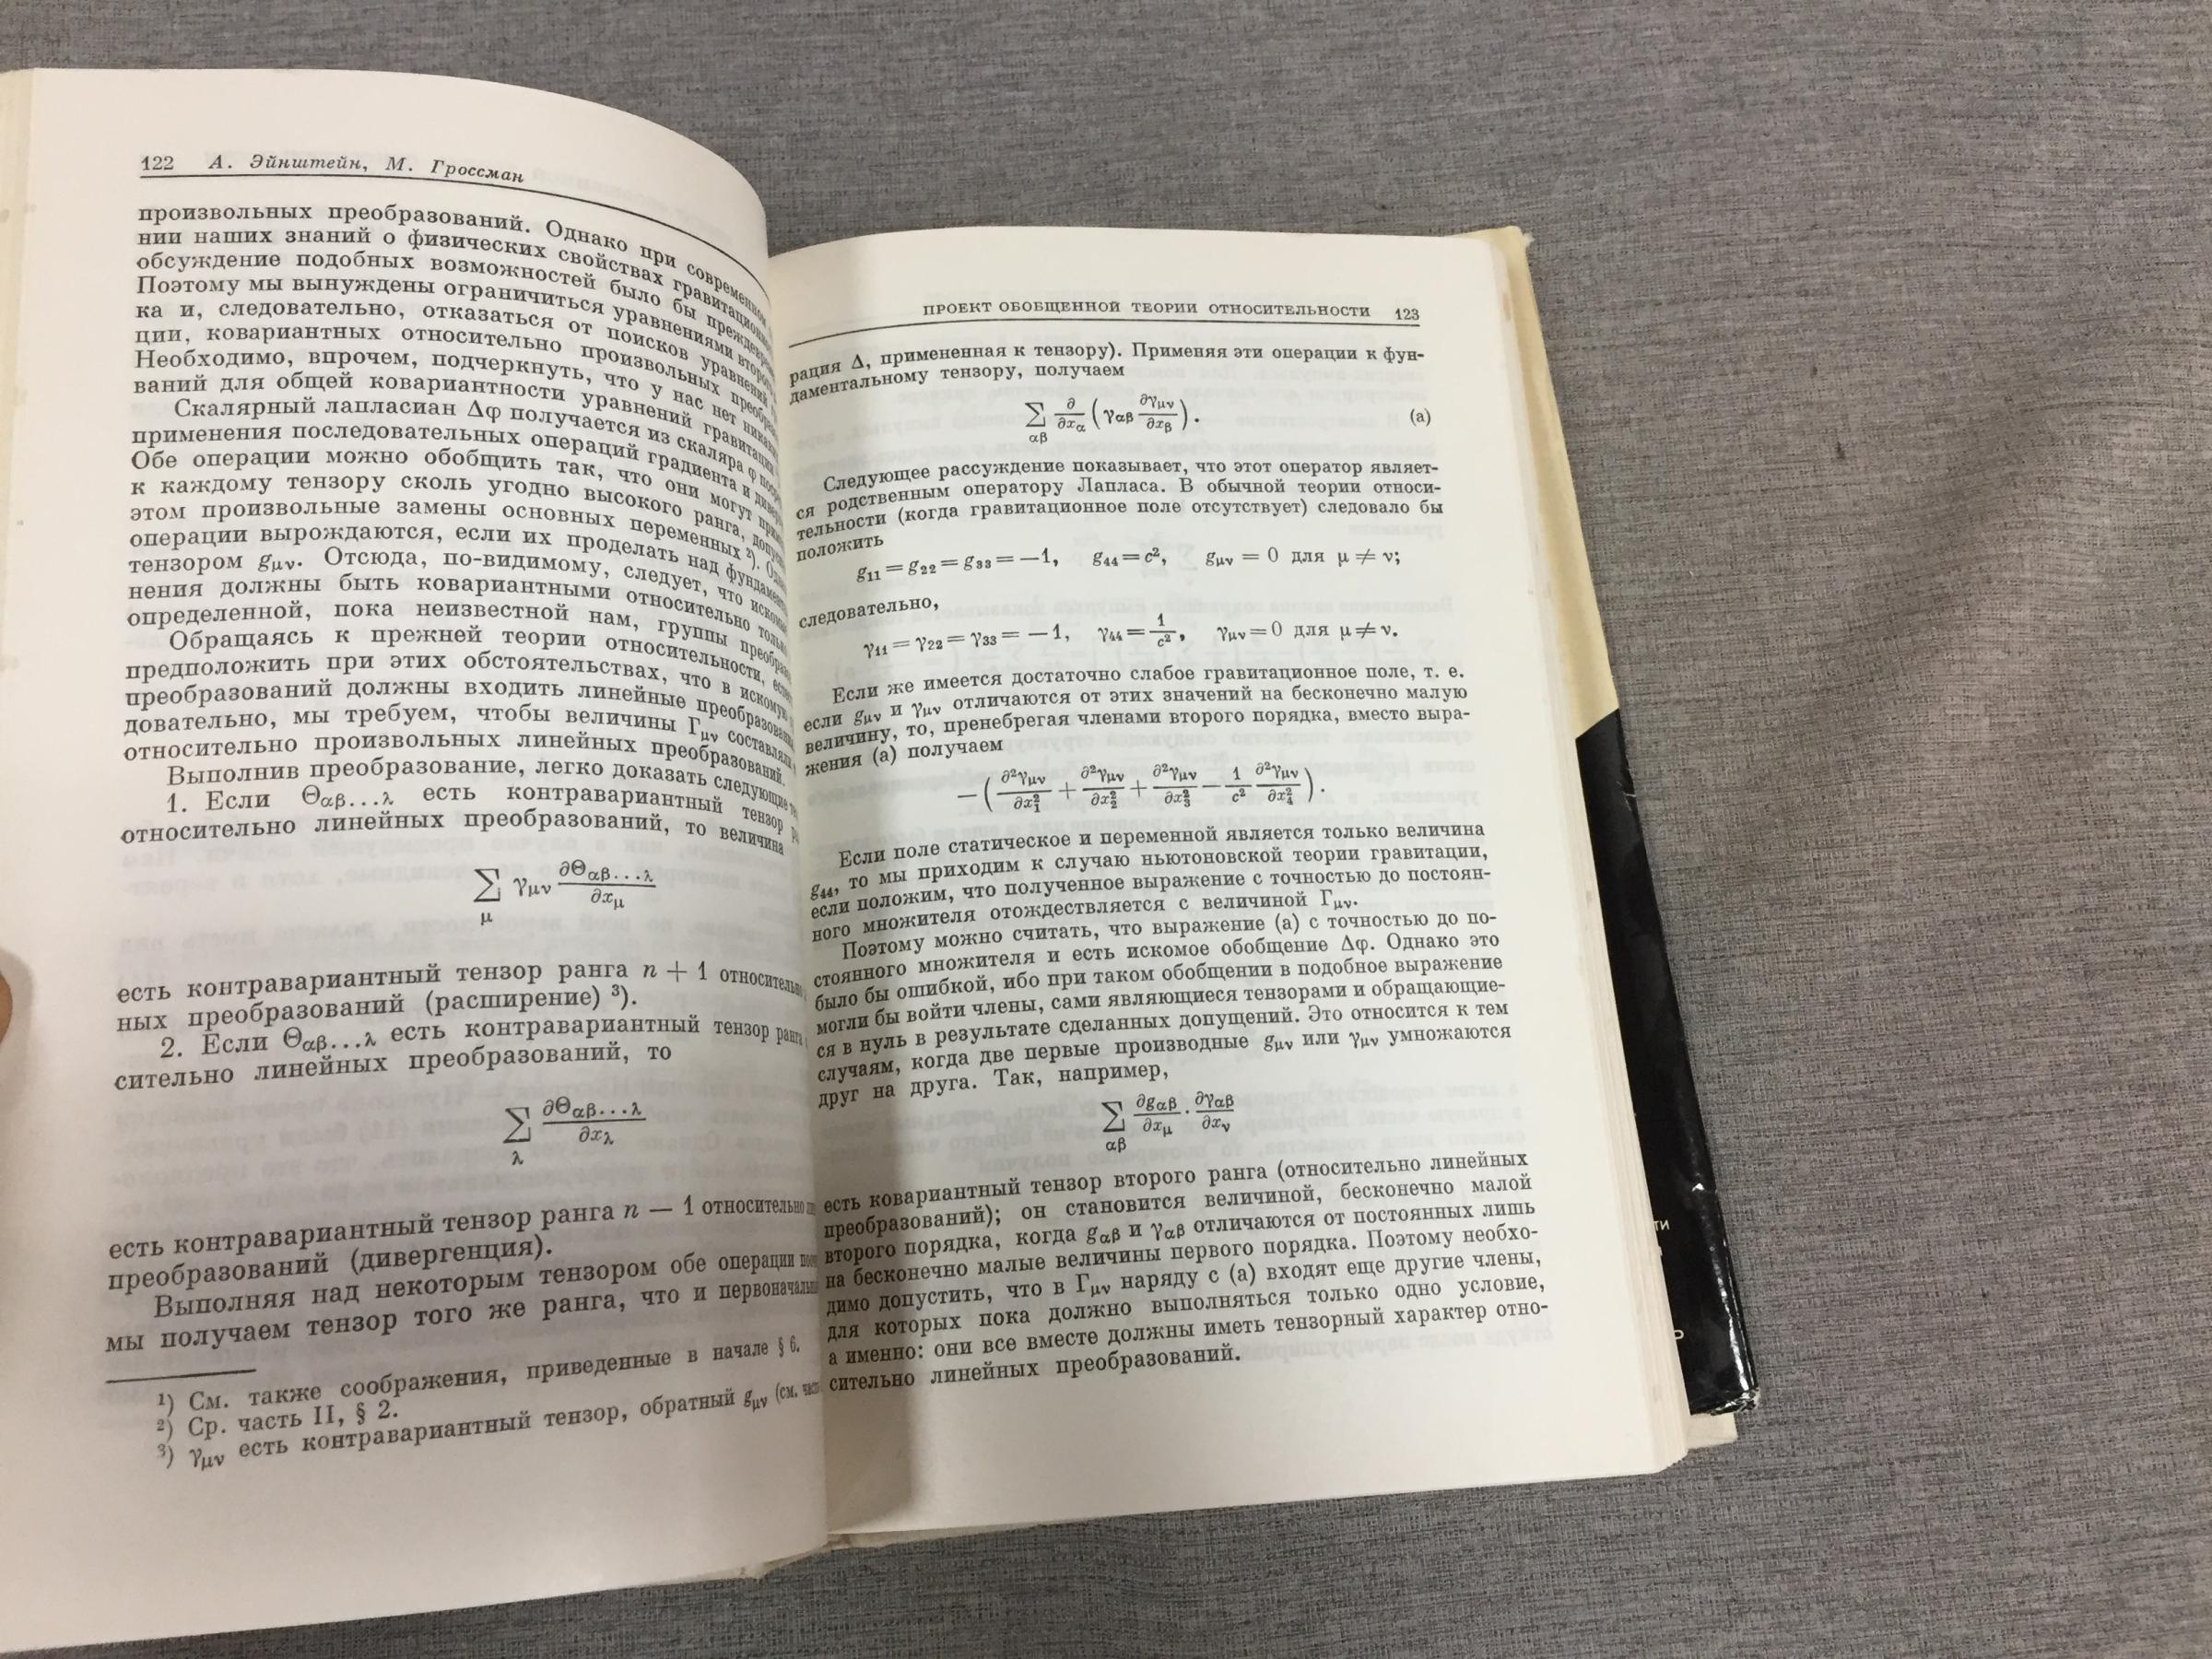 122 А. Эйнштейн, М. Гроссман
произвольных преобразований. Однако при современном
нии наших знаний о физических свойствах
обсуждение подобных возможностей было бы
Поэтому мы вынуждены ограничиться уравнениями
ка и, следовательно, отказаться от поисков уравнений
ции, ковариантных относительно произвольных
Необходимо, впрочем, подчеркнуть, что у нас нет
ваний для общей ковариантности уравнений гравитации
Скалярный лапласиан Δφ получается из скаляра φ
применения последовательных операций градиента и
Обе операции можно обобщить так, что они могут
к каждому тензору сколь угодно высокого ранга,
этом произвольные замены основных переменных ²).
операции вырождаются, если их проделать над
тензором gμν. Отсюда, по-видимому, следует, что
нения должны быть ковариантными относительно только
определенной, пока неизвестной нам, группы
Обращаясь к прежней теории относительности,
предположить при этих обстоятельствах, что в искомую
преобразований должны входить линейные
довательно, мы требуем, чтобы величины Γμν
относительно произвольных линейных преобразований.
Выполнив преобразование, легко доказать следующие
1. Если Θαβ...λ есть контравариантный тензор
относительно линейных преобразований, то величина
∑μ γμν ∂Θαβ...λ/∂xμ
есть контравариантный тензор ранга n + 1
ных преобразований (расширение) ³).
2. Если Θαβ...λ есть контравариантный тензор ранга
сительно линейных преобразований, то
∑λ ∂Θαβ...λ/∂xλ
есть контравариантный тензор ранга n — 1 относительно
преобразований (дивергенция).
Выполняя над некоторым тензором обе операции
мы получаем тензор того же ранга, что и
¹) См. также соображения, приведенные в начале § 6.
²) Ср. часть II, § 2.
³) γμν есть контравариантный тензор, обратный gμν (см.
ПРОЕКТ ОБОБЩЕННОЙ ТЕОРИИ ОТНОСИТЕЛЬНОСТИ 123
рация Δ, примененная к тензору). Применяя эти операции к фун-
даментальному тензору, получаем
∑αβ ∂/∂xα (γαβ ∂γμν/∂xβ). (a)
Следующее рассуждение показывает, что этот оператор являет-
ся родственным оператору Лапласа. В обычной теории относи-
тельности (когда гравитационное поле отсутствует) следовало бы
положить
g₁₁ = g₂₂ = g₃₃ = —1, g₄₄ = c², gμν = 0 для μ ≠ ν;
следовательно,
γ₁₁ = γ₂₂ = γ₃₃ = —1, γ₄₄ = 1/c², γμν = 0 для μ ≠ ν.
Если же имеется достаточно слабое гравитационное поле, т. е.
если gμν и γμν отличаются от этих значений на бесконечно малую
величину, то, пренебрегая членами второго порядка, вместо выра-
жения (а) получаем
—(∂²γμν/∂x₁² + ∂²γμν/∂x₂² + ∂²γμν/∂x₃² — 1/c² ∂²γμν/∂x₄²).
Если поле статическое и переменной является только величина
g₄₄, то мы приходим к случаю ньютоновской теории гравитации,
если положим, что полученное выражение с точностью до постоян-
ного множителя отождествляется с величиной Γμν.
Поэтому можно считать, что выражение (а) с точностью до по-
стоянного множителя и есть искомое обобщение Δφ. Однако это
было бы ошибкой, ибо при таком обобщении в подобное выражение
могли бы войти члены, сами являющиеся тензорами и обращающие-
ся в нуль в результате сделанных допущений. Это относится к тем
случаям, когда две первые производные gμν или γμν умножаются
друг на друга. Так, например,
∑αβ ∂gαβ/∂xμ · ∂γαβ/∂xν
есть ковариантный тензор второго ранга (относительно линейных
преобразований); он становится величиной, бесконечно малой
второго порядка, когда gαβ и γαβ отличаются от постоянных лишь
на бесконечно малые величины первого порядка. Поэтому необхо-
димо допустить, что в Γμν наряду с (а) входят еще другие члены,
для которых пока должно выполняться только одно условие,
а именно: они все вместе должны иметь тензорный характер отно-
сительно линейных преобразований.